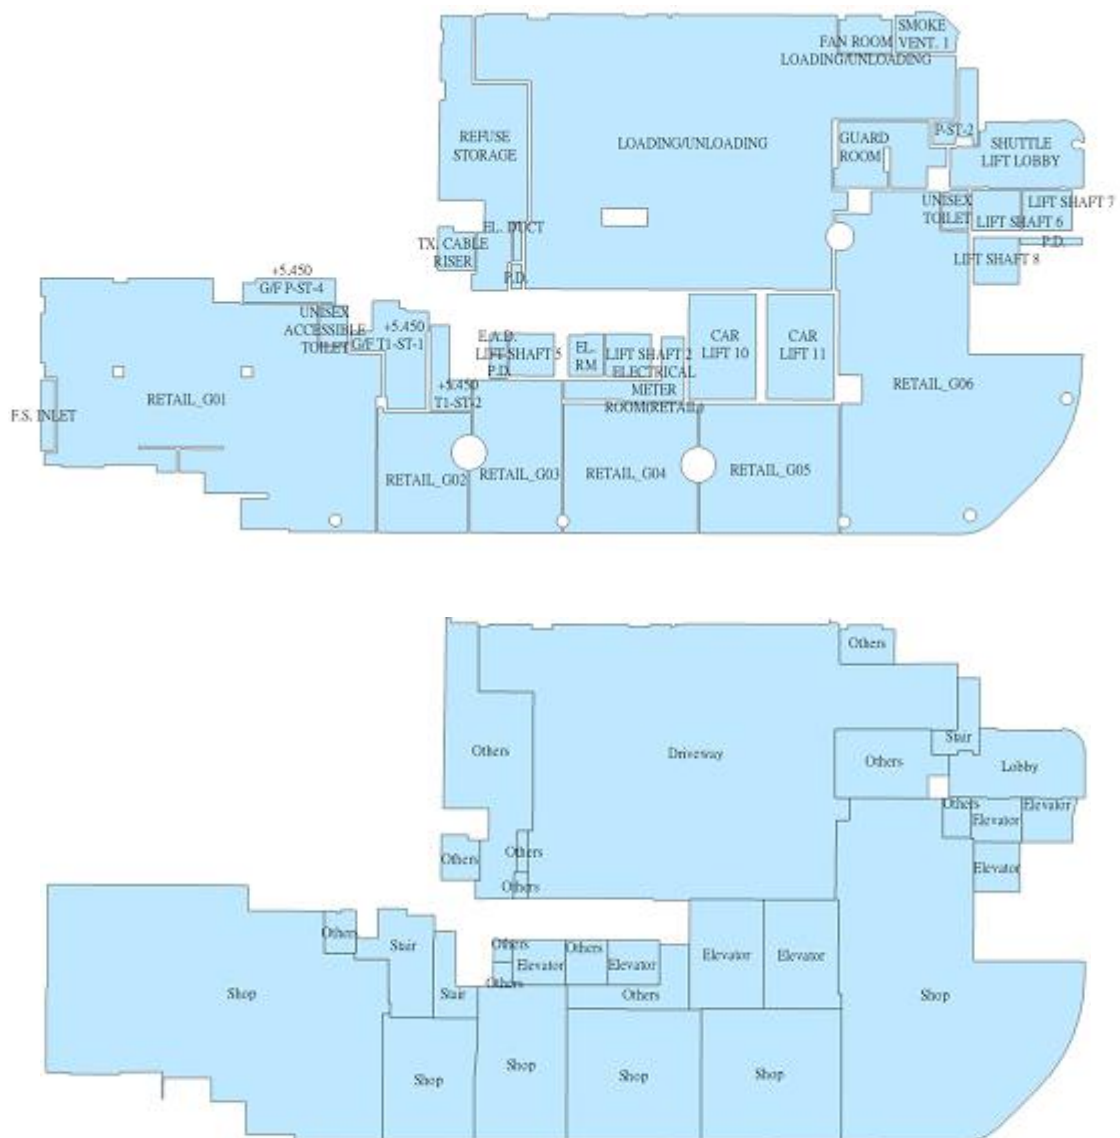 SMOKE
FAN ROOM VENT. 1
LOADING/UNLOADING
REFUSE
STORAGE
LOADING/UNLOADING
GUARD
ROOM
P-ST-2
SHUTTLE
LIFT LOBBY
UNISEX
TOILET
LIFT SHAFT 7
LIFT SHAFT 6
EL. DUCT
TX. CABLE
RISER
P.D.
P.D.
LIFT SHAFT 8
+5.450
G/F P-ST-4
UNISEX
ACCESSIBLE
TOILET
+5.450
G/F T1-ST-1
E.A.D.
LIFT SHAFT 5
P.D.
EL.
RM
LIFT SHAFT 2
ELECTRICAL
METER
ROOM(RETAIL)
CAR
LIFT 10
CAR
LIFT 11
+5.450
T1-ST-2
RETAIL_G06
RETAIL_G01
F.S. INLET
RETAIL_G02
RETAIL_G03
RETAIL_G04
RETAIL_G05
Others
Others
Driveway
Stair
Others
Lobby
Others
Elevator
Elevator
Others
Others
Others
Elevator
Others
Stair
Others
Elevator
Others
Elevator
Elevator
Elevator
Others
Stair
Others
Shop
Shop
Shop
Shop
Shop
Shop